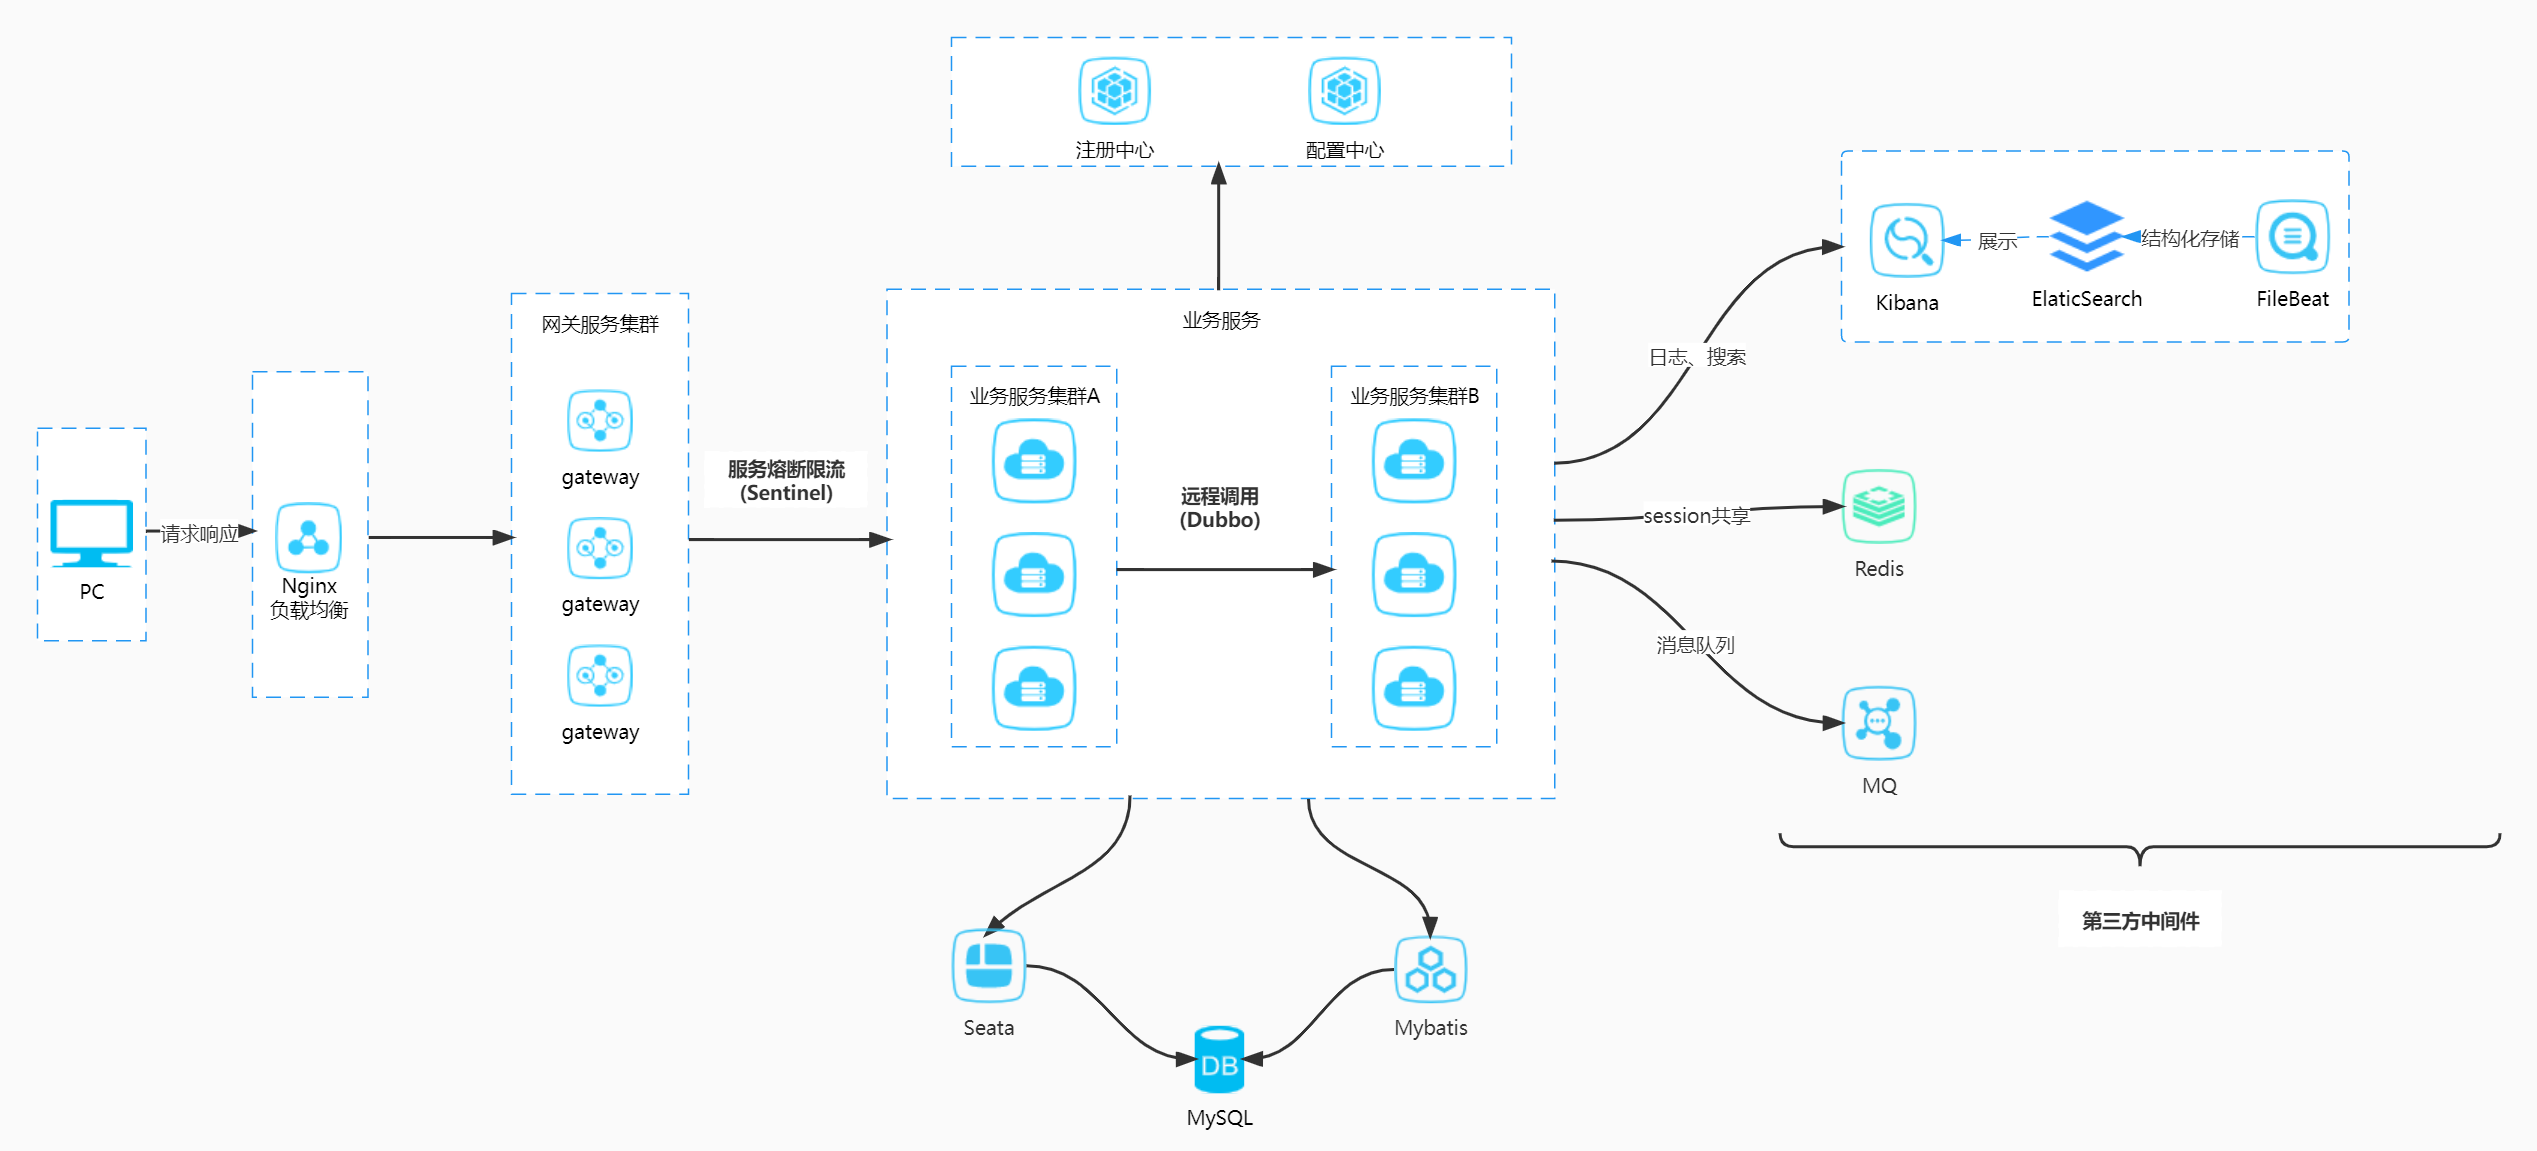 注册中心
配置中心
Kibana
展示
ElaticSearch
结构化存储
FileBeat
日志、搜索
网关服务集群
gateway
gateway
gateway
业务服务
业务服务集群A
业务服务集群B
服务熔断限流
(Sentinel)
远程调用
(Dubbo)
PC
请求响应
Nginx
负载均衡
session共享
Redis
消息队列
MQ
第三方中间件
Seata
Mybatis
DB
MySQL